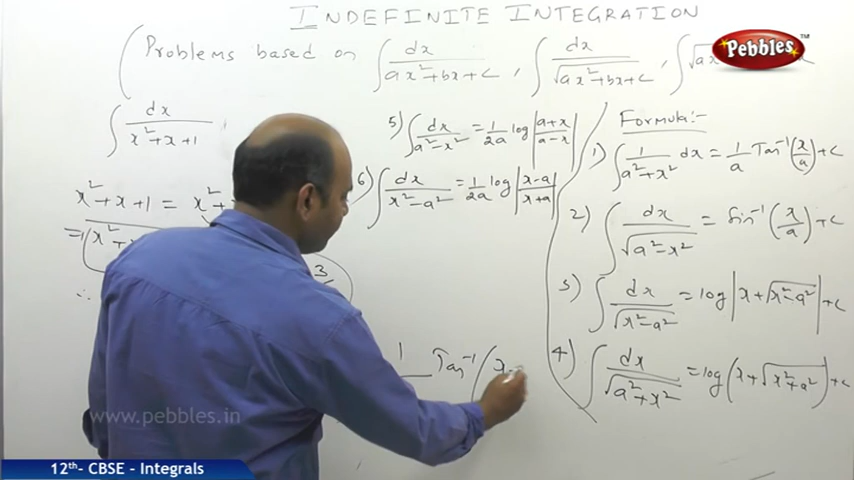 INDEFINITE INTEGRATION
Problems based on ∫ dx/(ax²+bx+c) , ∫ dx/√(ax²+bx+c) , ∫√ax
Pebbles™
∫ dx/(x²+x+1)
x²+x+1 = x²+
= (x²+
3
∴
5) ∫ dx/(a²-x²) = 1/2a log |(a+x)/(a-x)|
6) ∫ dx/(x²-a²) = 1/2a log |(x-a)/(x+a)|
1 Tan⁻¹(x
Formula:-
1) ∫ 1/(a²+x²) dx = 1/a Tan⁻¹(x/a)+c
2) ∫ dx/√(a²-x²) = Sin⁻¹(x/a)+c
3) ∫ dx/√(x²-a²) = log |x+√(x²-a²)|+c
4) ∫ dx/√(a²+x²) = log(x+√(x²+a²))+c
www.pebbles.in
12th- CBSE - Integrals